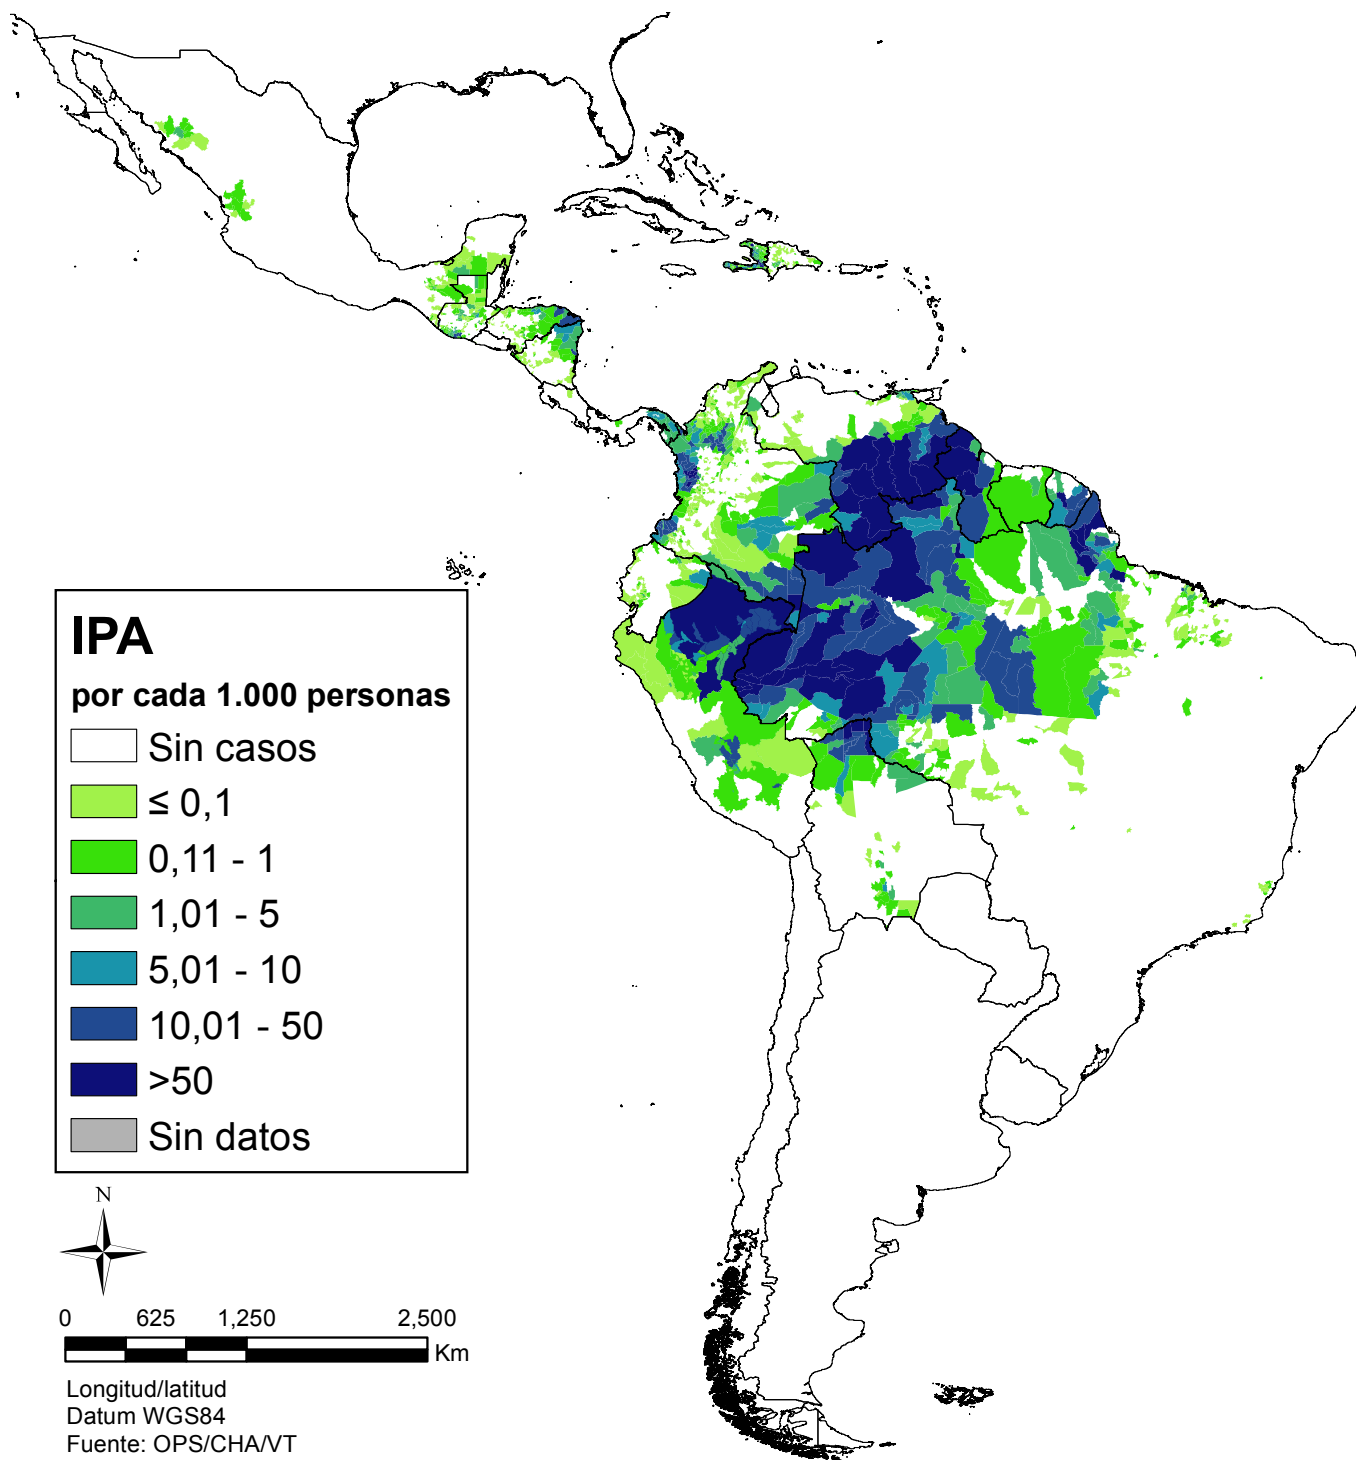 IPA
por cada 1.000 personas
Sin casos
≤ 0,1
0,11 - 1
1,01 - 5
5,01 - 10
10,01 - 50
>50
Sin datos
N
0 625 1,250 2,500
Km
Longitud/latitud
Datum WGS84
Fuente: OPS/CHA/VT